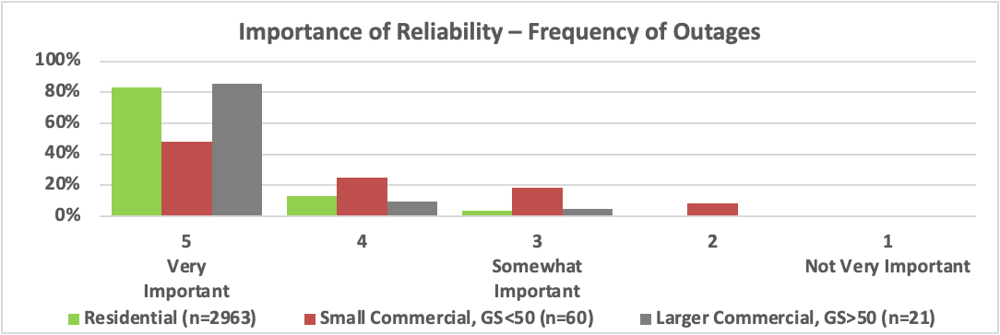 Importance of Reliability – Frequency of Outages
100%
80%
60%
40%
20%
0%
5 4 3 2 1
Very Somewhat Not Very Important
Important Important
Residential (n=2963) Small Commercial, GS<50 (n=60) Larger Commercial, GS>50 (n=21)